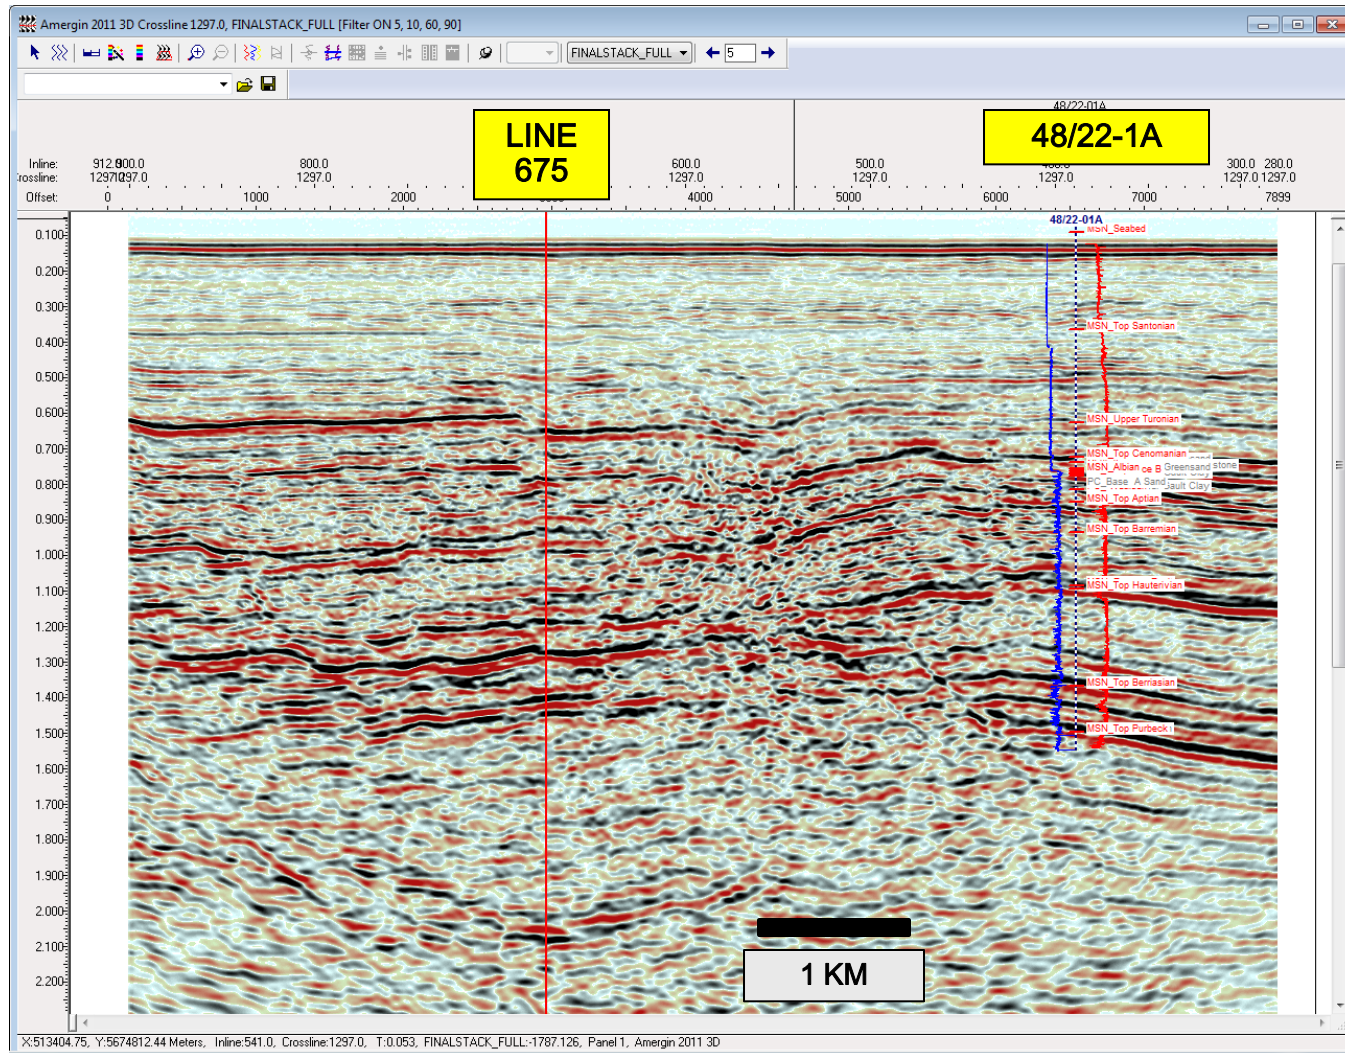 Amergin 2011 3D Crossline 1297.0, FINALSTACK_FULL [Filter ON 5, 10, 60, 90]
FINALSTACK_FULL
5
48/22-01A
LINE
675
48/22-1A
Inline: 912.0 900.0 800.0 600.0 500.0 300.0 280.0
Crossline: 1297.0 1297.0 1297.0 1297.0 1297.0 1297.0 1297.0
Offset: 0 1000 2000 4000 5000 6000 7000 7899
48/22-01A
MSN_Seabed
0.100
0.200
0.300
MSN_Top Santonian
0.400
0.500
0.600
MSN_Upper Turonian
0.700
MSN_Top Cenomanian
MSN_Albian
Greensand
PC_Base A Sand
Gault Clay
MSN_Top Aptian
0.900
MSN_Top Barremian
1.000
MSN_Top Hauterivian
1.100
1.200
1.300
MSN_Top Berriasian
1.400
MSN_Top Purbeck
1.500
1.600
1.700
1.800
1.900
2.000
2.100
1 KM
2.200
X:513404.75, Y:5674812.44 Meters, Inline:541.0, Crossline:1297.0, T:0.053, FINALSTACK_FULL:-1787.126, Panel 1, Amergin 2011 3D